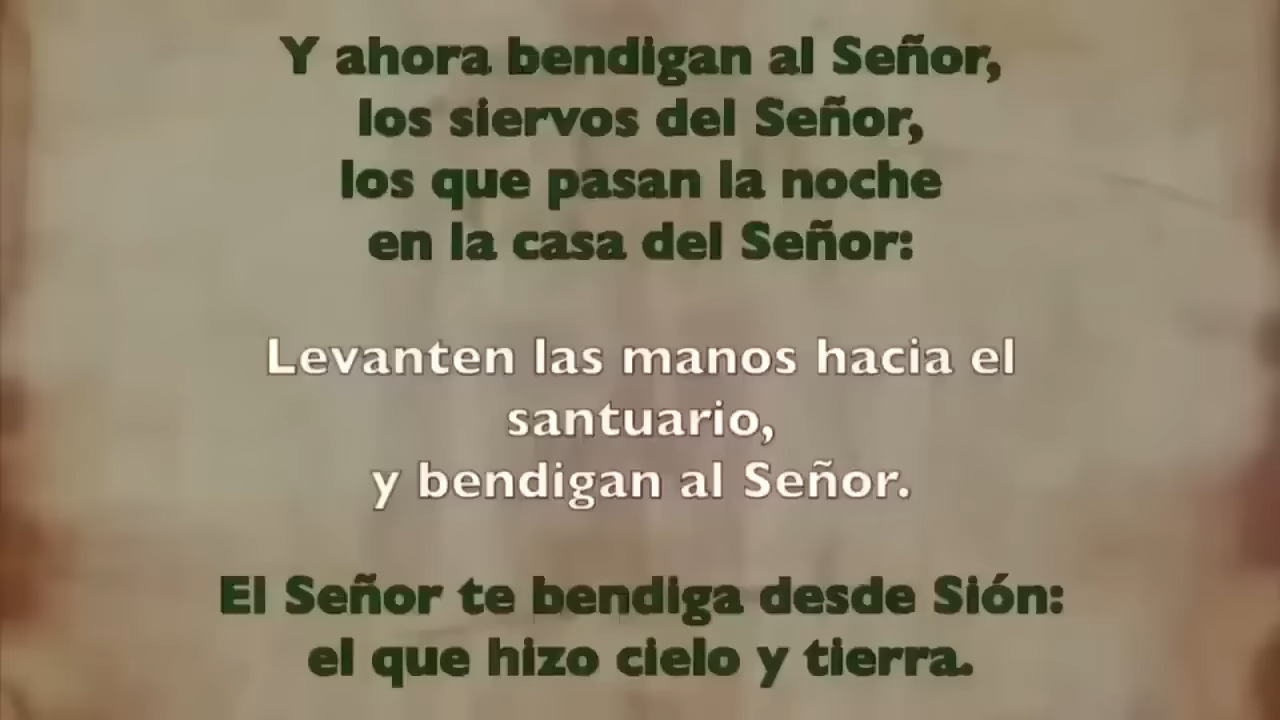 Y ahora bendigan al Señor,
los siervos del Señor,
los que pasan la noche
en la casa del Señor:
Levanten las manos hacia el
santuario,
y bendigan al Señor.
El Señor te bendiga desde Sión:
el que hizo cielo y tierra.